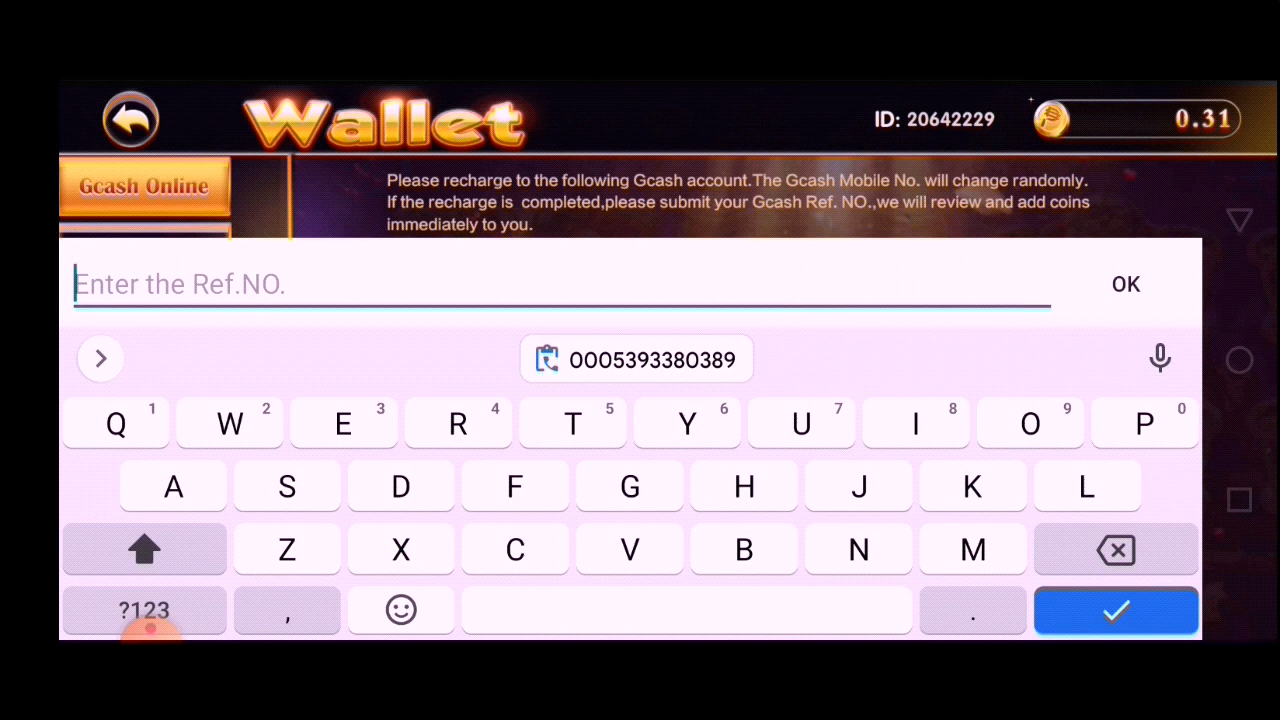 Wallet
ID: 20642229
0.31
Gcash Online
Please recharge to the following Gcash account.The Gcash Mobile No. will change randomly.
If the recharge is completed,please submit your Gcash Ref. NO.,we will review and add coins
immediately to you.
Enter the Ref.NO.
OK
0005393380389
Q 1 W 2 E 3 R 4 T 5 Y 6 U 7 I 8 O 9 P 0
A S D F G H J K L
Z X C V B N M
?123 , .